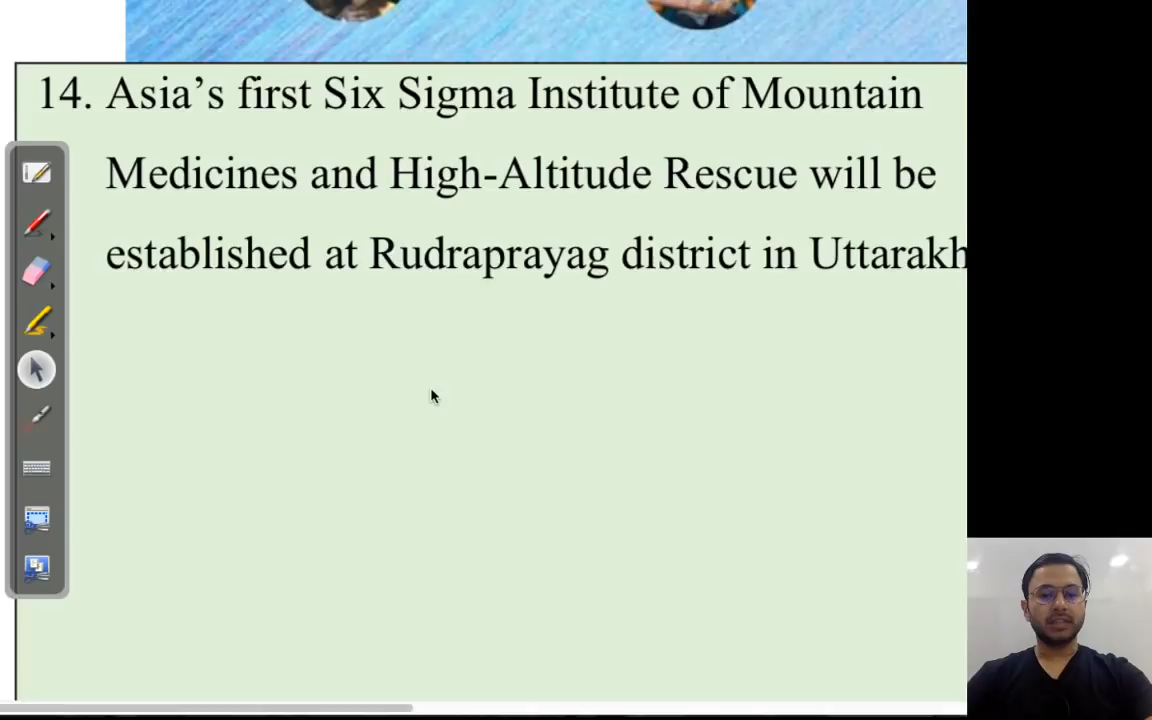 14. Asia's first Six Sigma Institute of Mountain
Medicines and High-Altitude Rescue will be
established at Rudraprayag district in Uttarakh